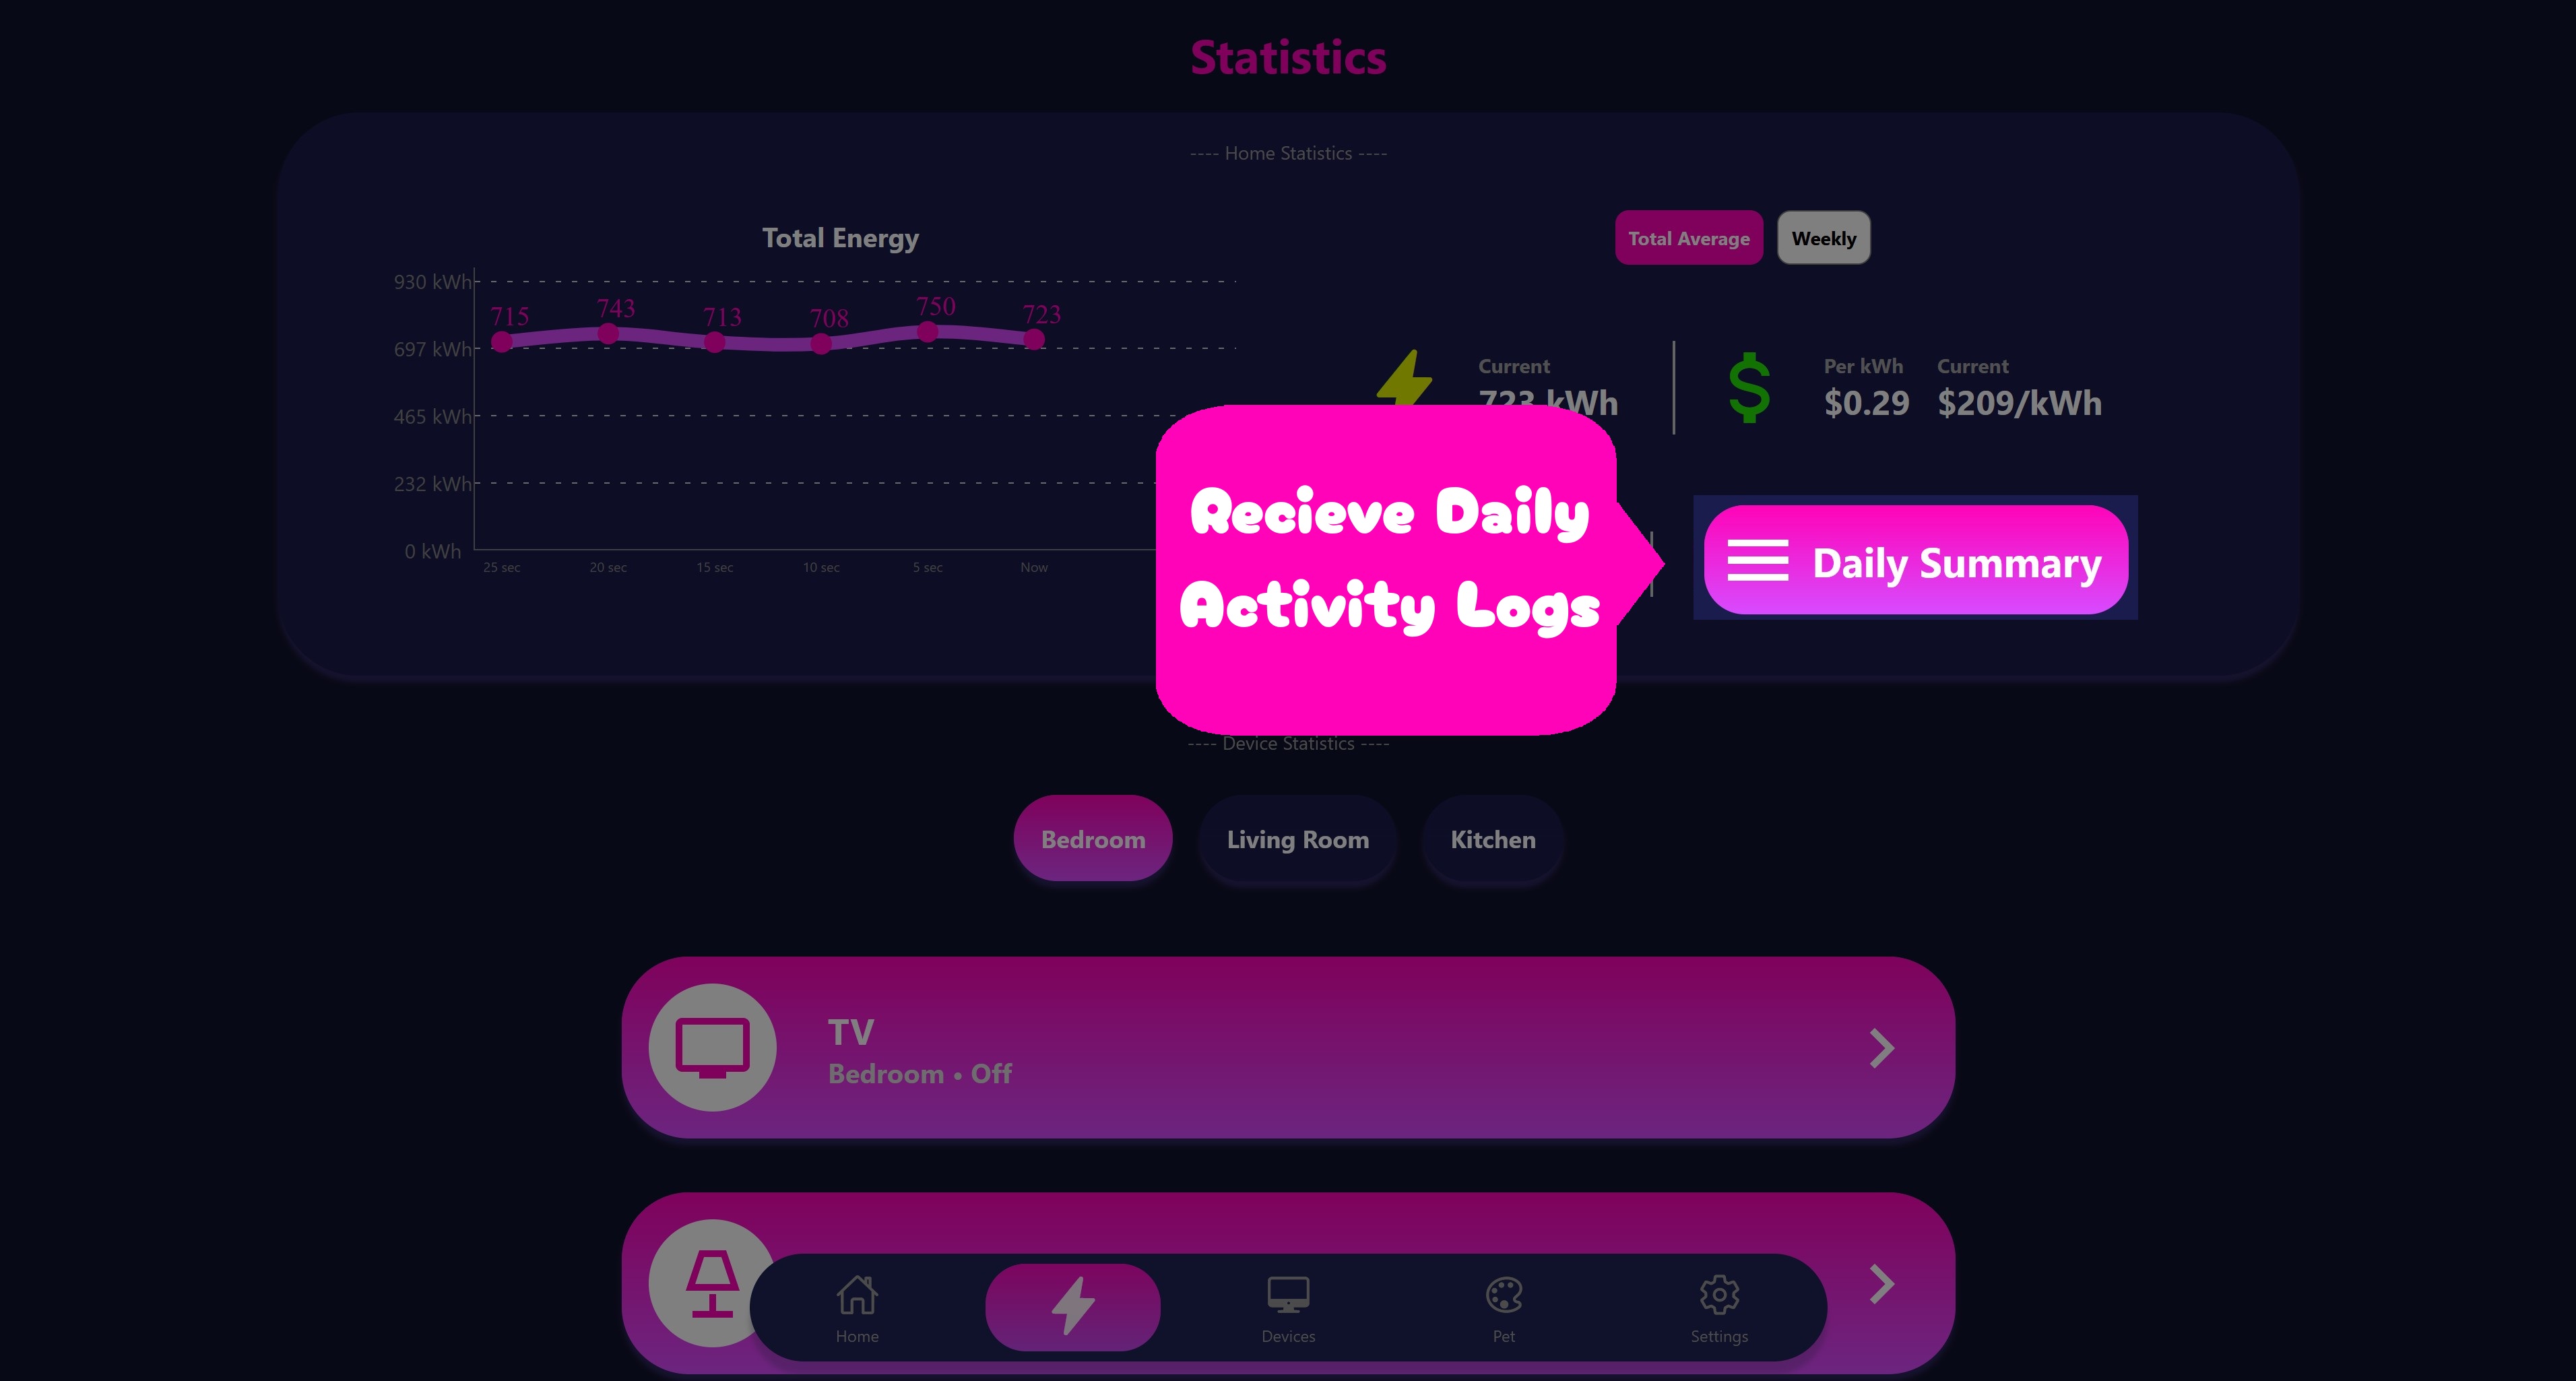 Statistics
---- Home Statistics ----
Total Energy
930 kWh
697 kWh
465 kWh
232 kWh
0 kWh
715
743
713
708
750
723
25 sec
20 sec
15 sec
10 sec
5 sec
Now
Total Average
Weekly
Current
723 kWh
Per kWh
$0.29
Current
$209/kWh
Recieve Daily
Activity Logs
Daily Summary
---- Device Statistics ----
Bedroom
Living Room
Kitchen
TV
Bedroom • Off
Home
Devices
Pet
Settings